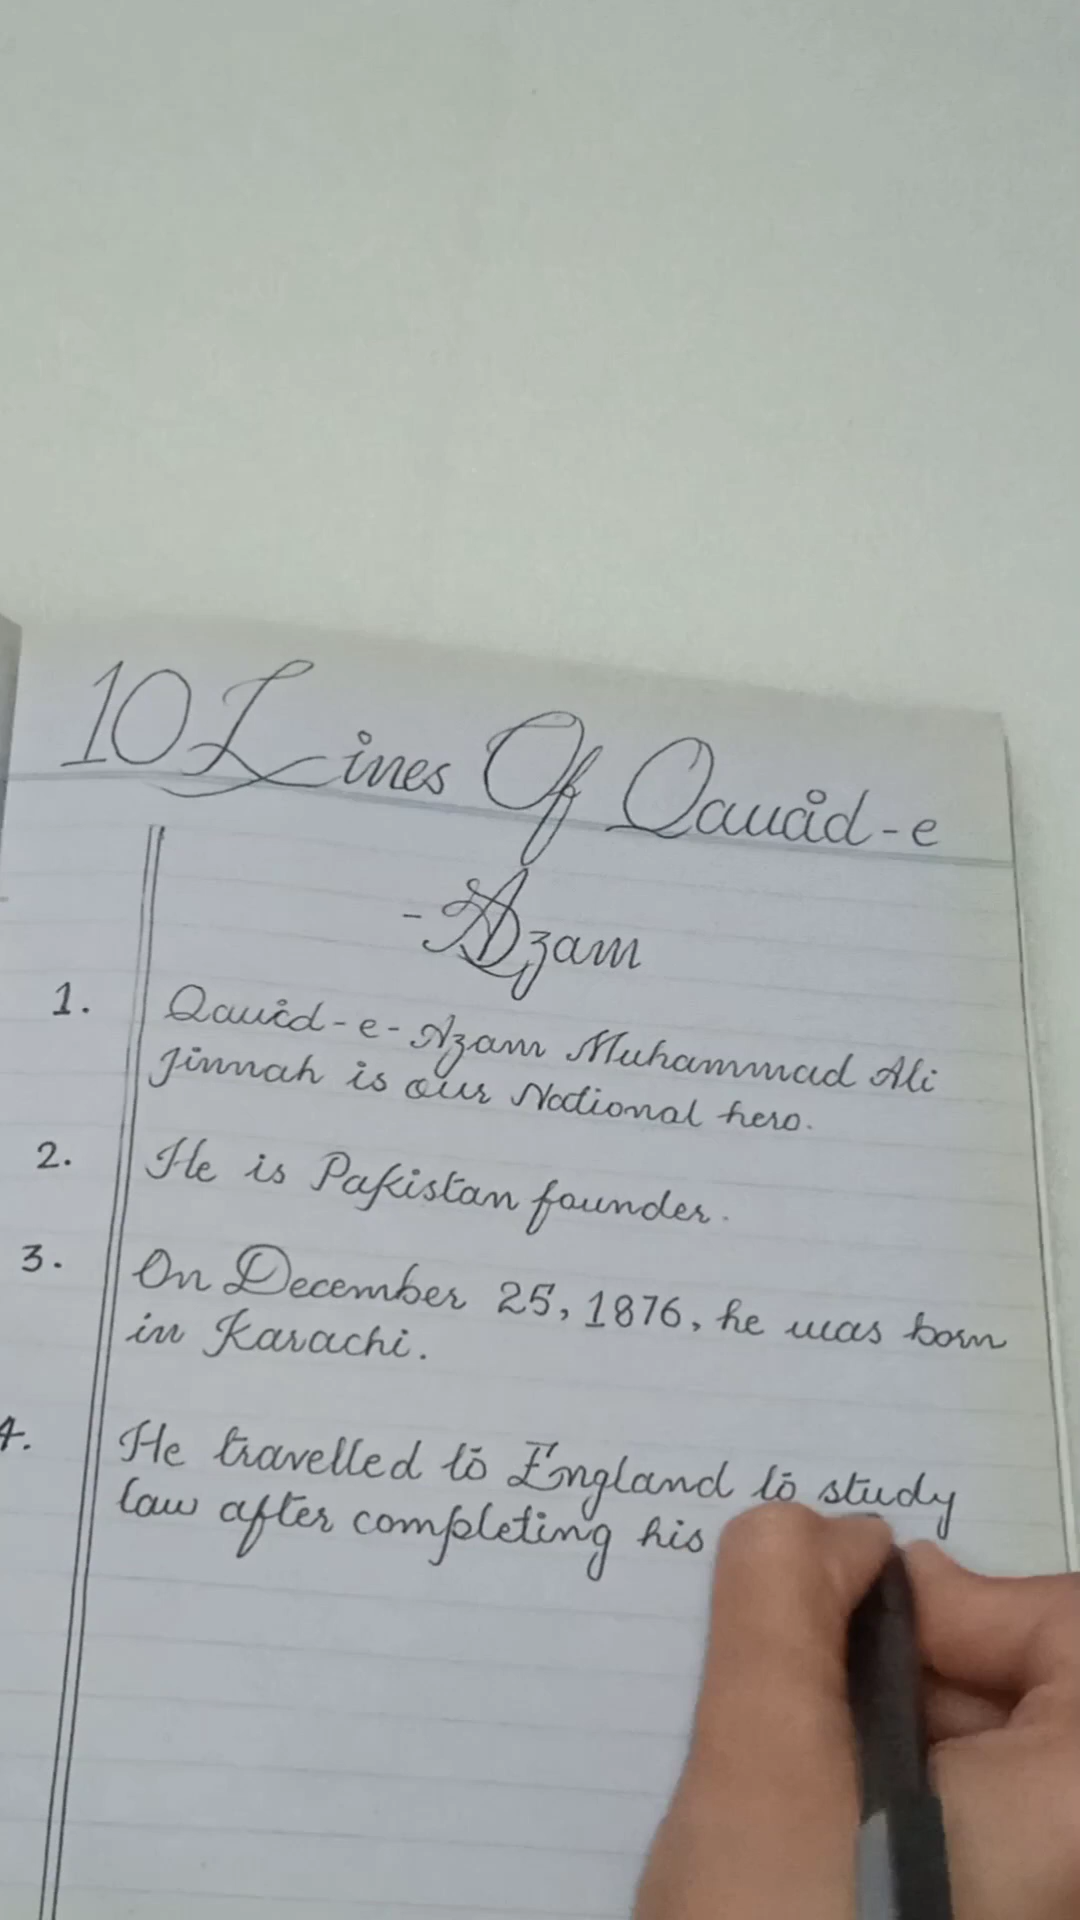 10 Lines Of Qauaid-e
-Azam
1. Qauid-e-Azam Muhammad Ali
Jinnah is our National hero.
2. He is Pakistan founder.
3. On December 25, 1876, he was born
in Karachi.
4. He travelled to England to study
law after completing his